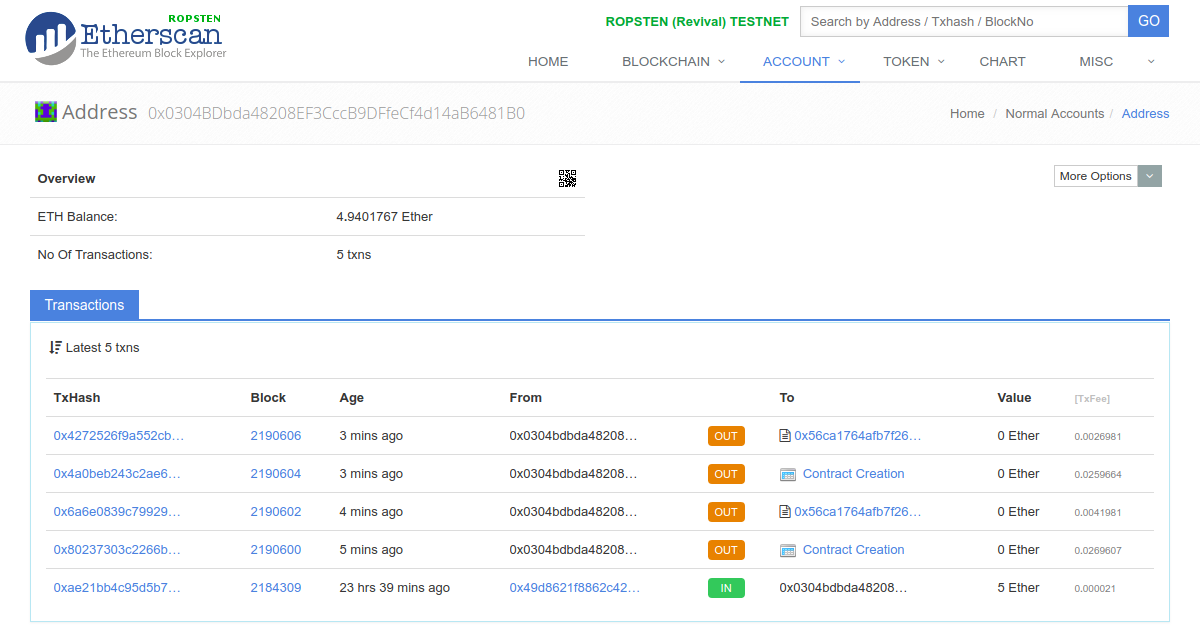 ROPSTEN
Etherscan
The Ethereum Block Explorer
ROPSTEN (Revival) TESTNET
Search by Address / Txhash / BlockNo
GO
HOME BLOCKCHAIN ACCOUNT TOKEN CHART MISC
Address 0x0304BDbda48208EF3CccB9DFfeCf4d14aB6481B0
Home / Normal Accounts / Address
Overview
More Options
ETH Balance: 4.9401767 Ether
No Of Transactions: 5 txns
Transactions
Latest 5 txns
TxHash Block Age From To Value [TxFee]
0x4272526f9a552cb… 2190606 3 mins ago 0x0304bdbda48208… OUT 0x56ca1764afb7f26… 0 Ether 0.0026981
0x4a0beb243c2ae6… 2190604 3 mins ago 0x0304bdbda48208… OUT Contract Creation 0 Ether 0.0259664
0x6a6e0839c79929… 2190602 4 mins ago 0x0304bdbda48208… OUT 0x56ca1764afb7f26… 0 Ether 0.0041981
0x80237303c2266b… 2190600 5 mins ago 0x0304bdbda48208… OUT Contract Creation 0 Ether 0.0269607
0xae21bb4c95d5b7… 2184309 23 hrs 39 mins ago 0x49d8621f8862c42… IN 0x0304bdbda48208… 5 Ether 0.000021